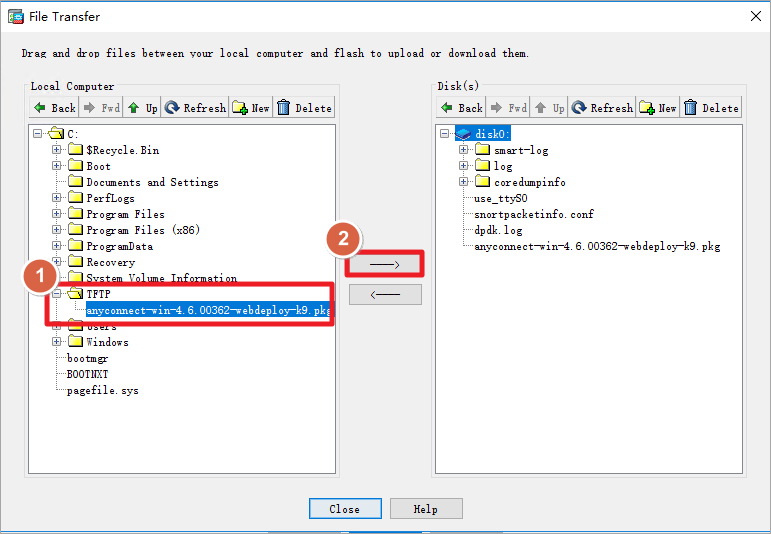 File Transfer
Drag and drop files between your local computer and flash to upload or download them.
Local Computer
Back Fwd Up Refresh New Delete
C:
$Recycle.Bin
Boot
Documents and Settings
PerfLogs
Program Files
Program Files (x86)
ProgramData
Recovery
System Volume Information
TFTP
anyconnect-win-4.6.00362-webdeploy-k9.pkg
Users
Windows
bootmgr
BOOTNXT
pagefile.sys
1
2
--->
<---
Disk(s)
Back Fwd Up Refresh New Delete
disk0:
smart-log
log
coredumpinfo
use_ttyS0
snortpacketinfo.conf
dpdk.log
anyconnect-win-4.6.00362-webdeploy-k9.pkg
Close
Help